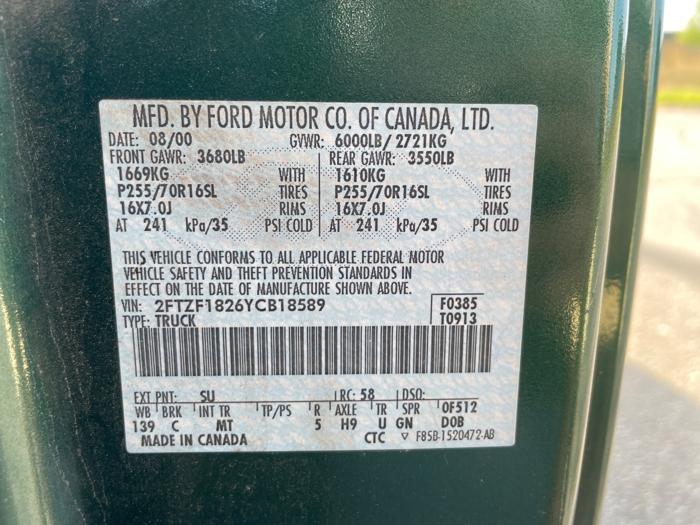 MFD. BY FORD MOTOR CO. OF CANADA, LTD.
DATE: 08/00 GVWR: 6000LB/ 2721KG
FRONT GAWR: 3680LB REAR GAWR: 3550LB
1669KG WITH 1610KG WITH
P255/70R16SL TIRES P255/70R16SL TIRES
16X7.0J RIMS 16X7.0J RIMS
AT 241 kPa/35 PSI COLD AT 241 kPa/35 PSI COLD
THIS VEHICLE CONFORMS TO ALL APPLICABLE FEDERAL MOTOR
VEHICLE SAFETY AND THEFT PREVENTION STANDARDS IN
EFFECT ON THE DATE OF MANUFACTURE SHOWN ABOVE.
VIN: 2FTZF1826YCB18589 F0385
TYPE: TRUCK T0913
EXT PNT: SU RC: 58 DSO:
WB BRK INT TR TP/PS R AXLE TR SPR 0F512
139 C MT 5 H9 U GN DOB
MADE IN CANADA CTC ▽ F85B-1520472-AB